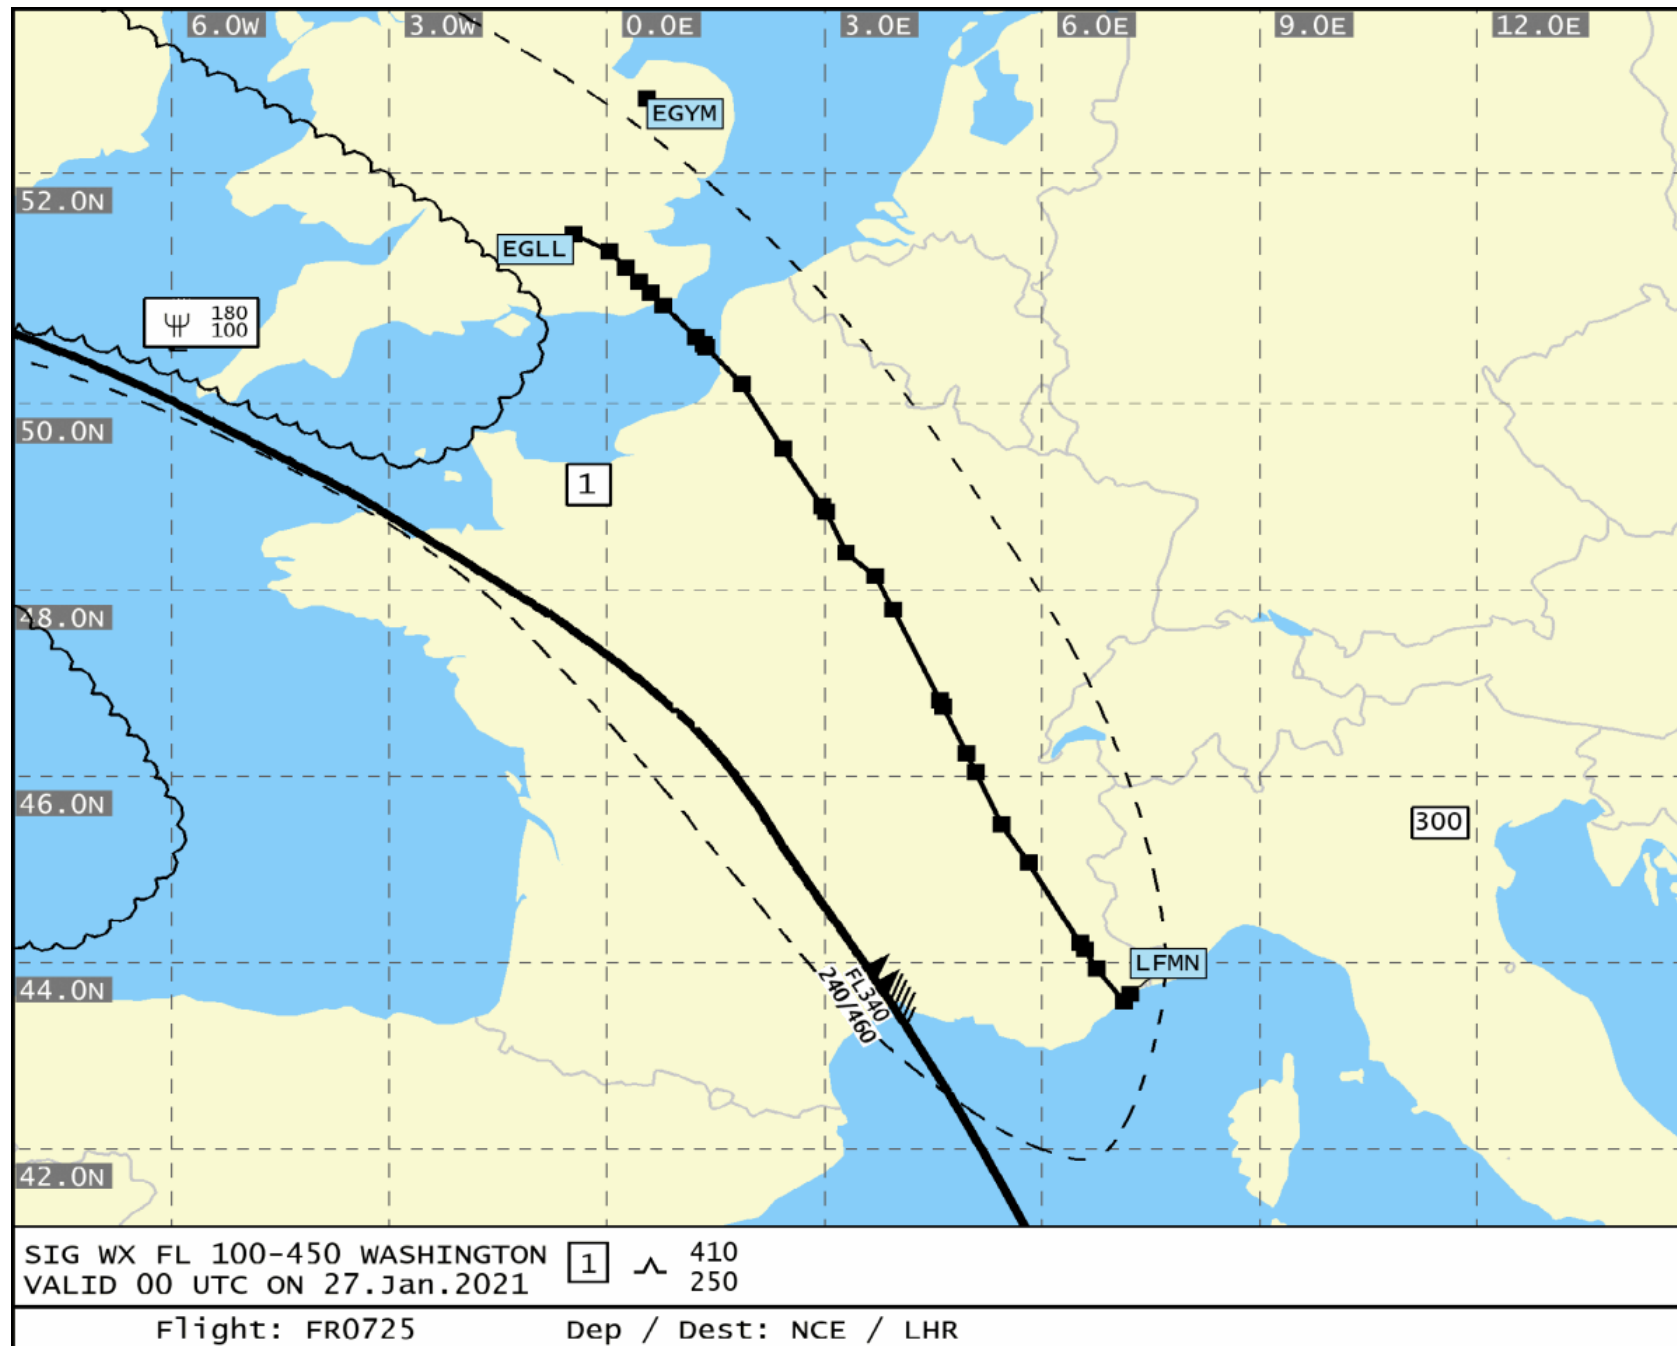 6.0W 3.0W 0.0E 3.0E 6.0E 9.0E 12.0E
EGYM
52.0N
EGLL
180
100
50.0N
1
48.0N
46.0N
300
LFMN
44.0N
FL340
240/460
42.0N
SIG WX FL 100-450 WASHINGTON
VALID 00 UTC ON 27.Jan.2021
1
410
250
Flight: FR0725 Dep / Dest: NCE / LHR